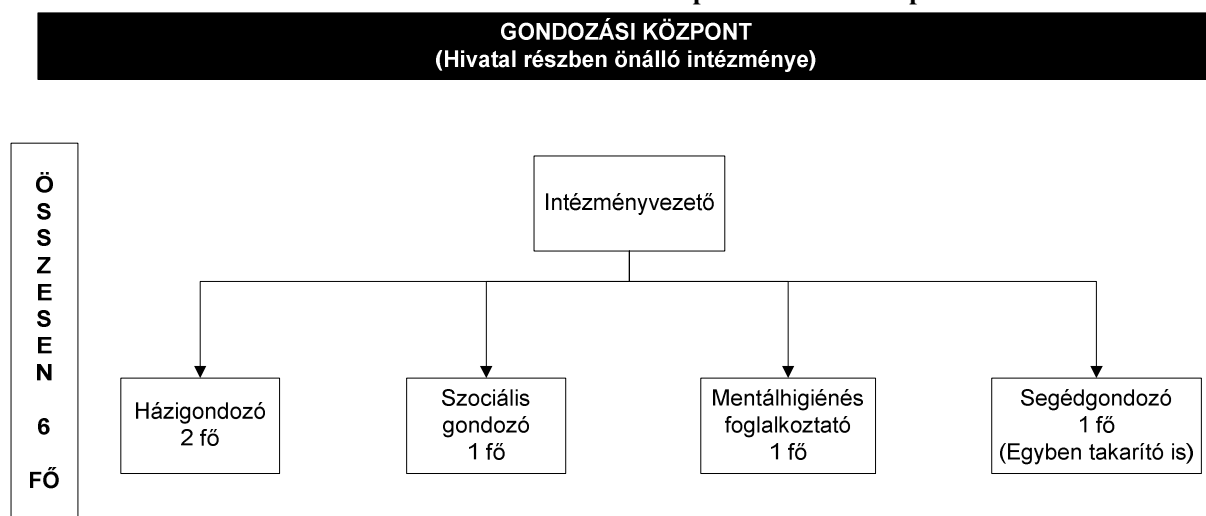 GONDOZÁSI KÖZPONT
(Hivatal részben önálló intézménye)
ÖSSZESEN 6 FŐ
Intézményvezető
Házigondozó
2 fő
Szociális
gondozó
1 fő
Mentálhigiénés
foglalkoztató
1 fő
Segédgondozó
1 fő
(Egyben takarító is)